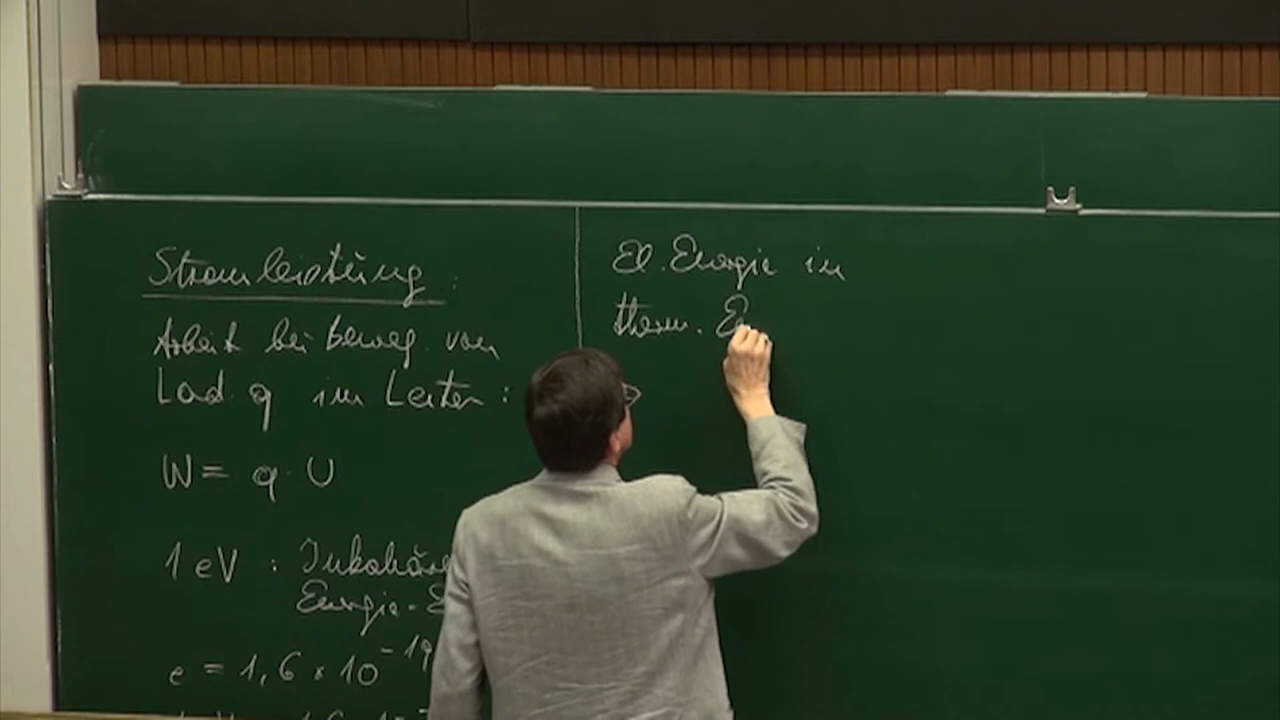 Stromleistung:
Arbeit bei Beweg. von
Lad. q im Leiter:
W = q · U
1 eV : Inkohäre
Energie - E
e = 1,6 * 10^-19
El. Energie in
therm. E